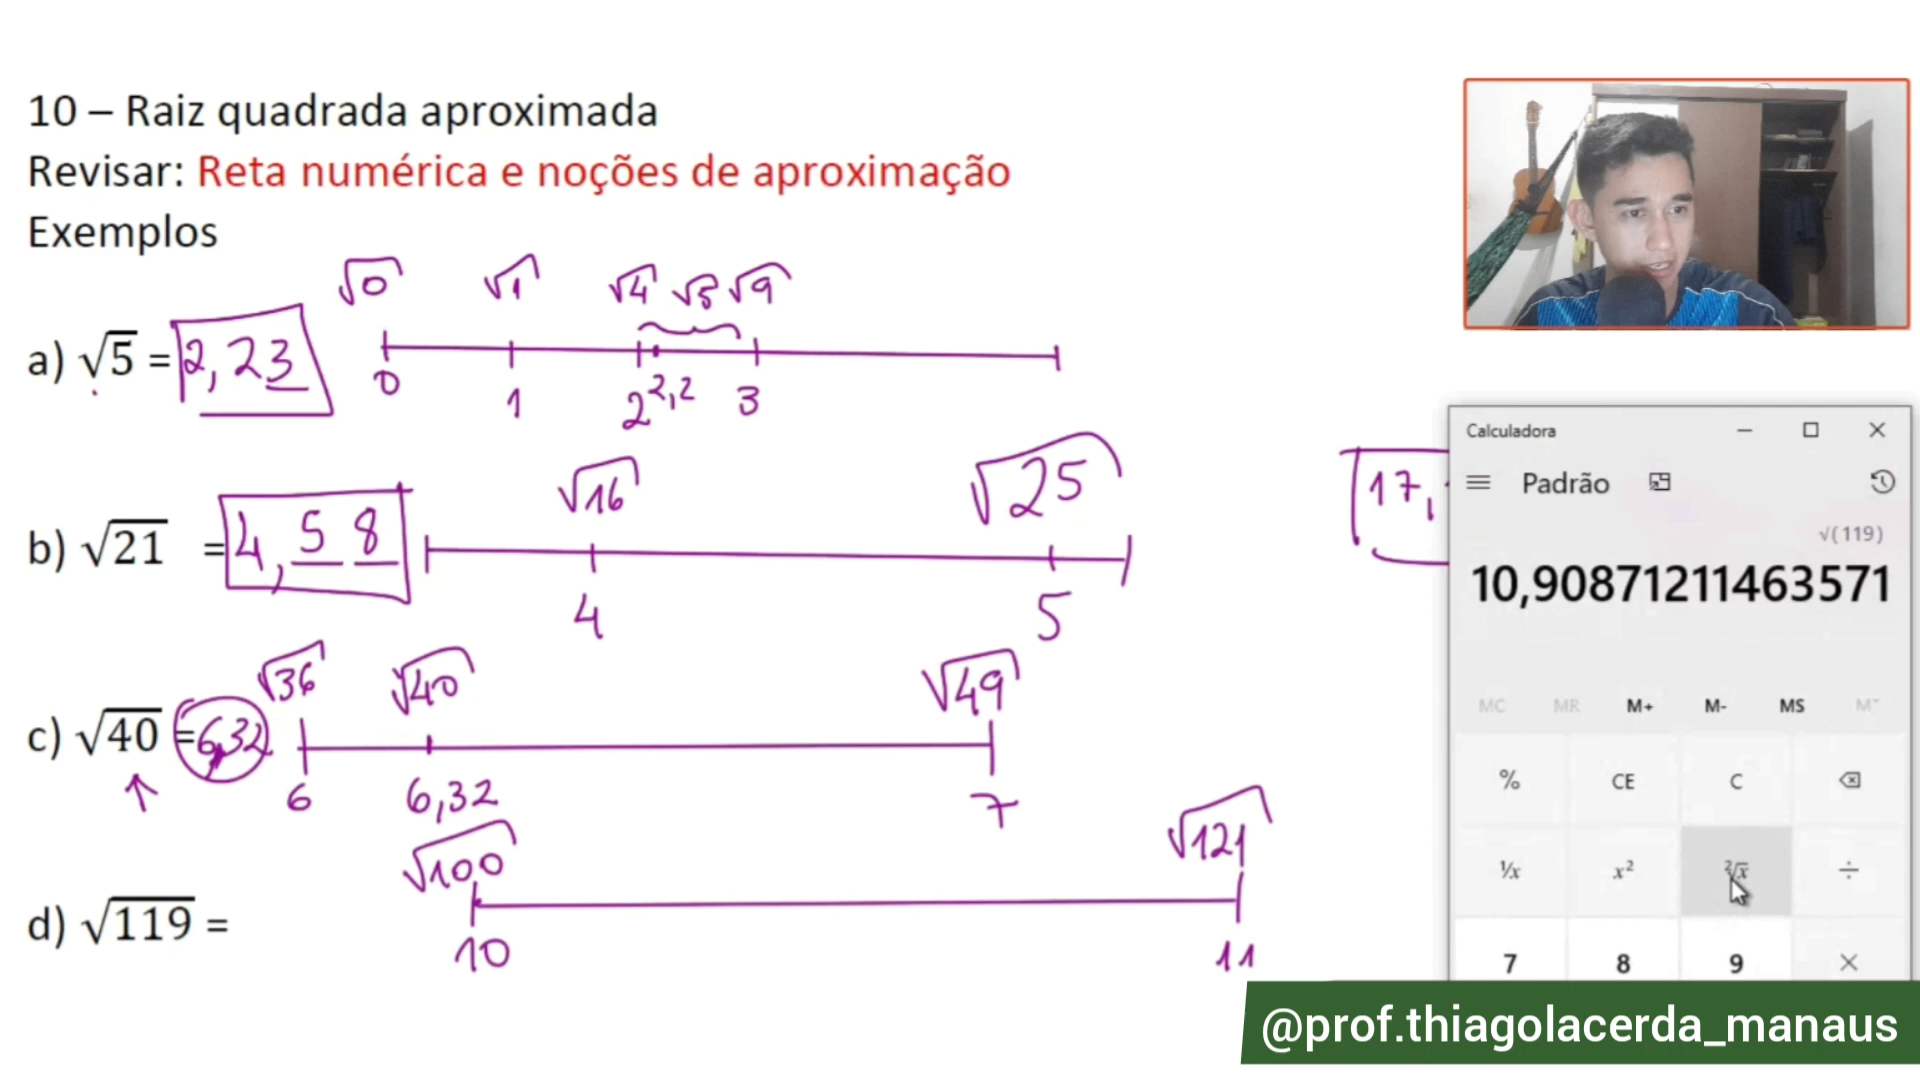 10 – Raiz quadrada aproximada
Revisar: Reta numérica e noções de aproximação
Exemplos
√0 √1 √4 √5 √9
a) √5 = 2,23
0 1 2 2,2 3
√16 √25
b) √21 = 4,58
4 5
√36 √40 √49
c) √40 = 6,32
6 6,32 7
√100 √121
d) √119 =
10 11
17,
Calculadora
Padrão
√(119)
10,90871211463571
MC MR M+ M- MS M
% CE C
1/x x² ²√x ÷
7 8 9 ×
@prof.thiagolacerda_manaus